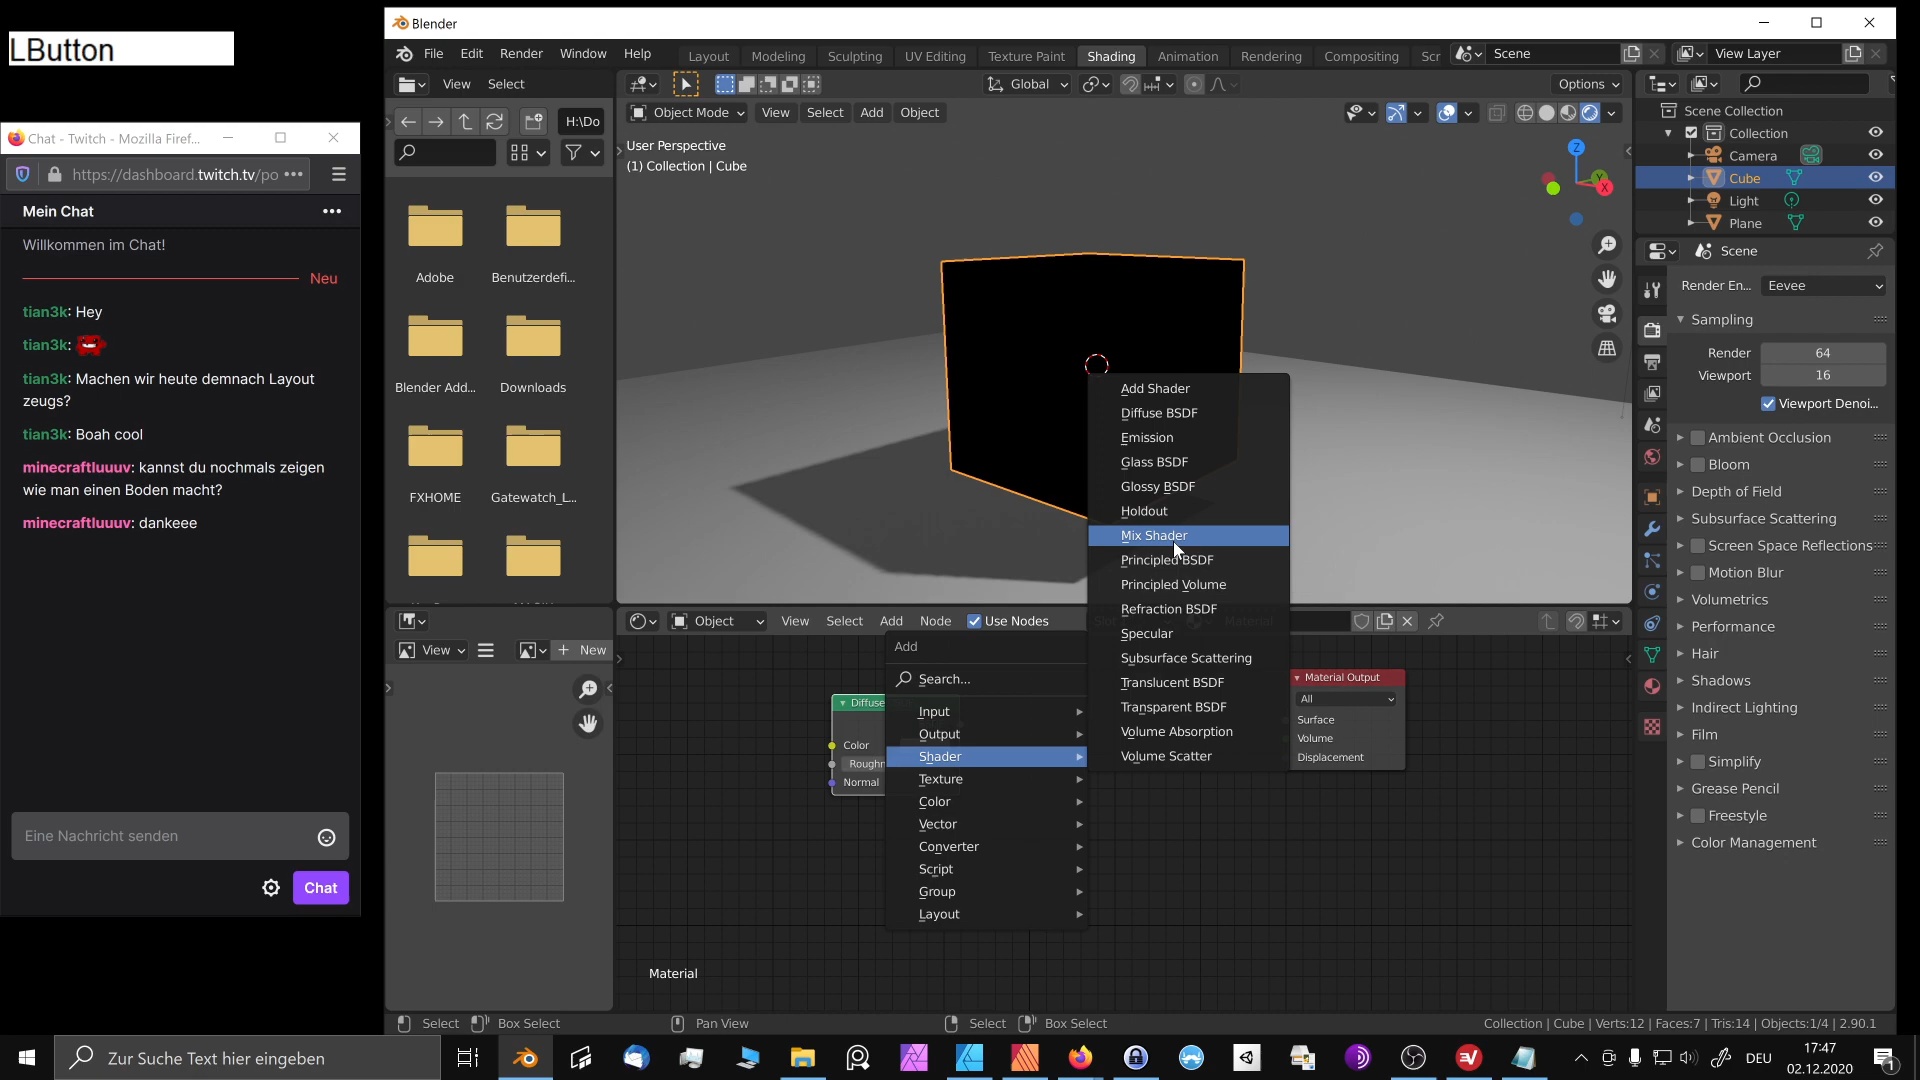 LButton
Chat - Twitch - Mozilla Firef...
https://dashboard.twitch.tv/po
Mein Chat
Willkommen im Chat!
Neu
tian3k: Hey
tian3k:
tian3k: Machen wir heute demnach Layout
zeugs?
tian3k: Boah cool
minecraftluuuv: kannst du nochmals zeigen
wie man einen Boden macht?
minecraftluuuv: dankeee
Eine Nachricht senden
Chat
Blender
File Edit Render Window Help
Layout Modeling Sculpting UV Editing Texture Paint Shading Animation Rendering Compositing Scr
Scene
View Layer
View Select
H:\Do
Adobe
Benutzerdefi...
Blender Add...
Downloads
FXHOME
Gatewatch_L...
Global
Options
Object Mode View Select Add Object
User Perspective
(1) Collection | Cube
Z
Y
X
Add Shader
Diffuse BSDF
Emission
Glass BSDF
Glossy BSDF
Holdout
Mix Shader
Principled BSDF
Principled Volume
Refraction BSDF
Specular
Subsurface Scattering
Translucent BSDF
Transparent BSDF
Volume Absorption
Volume Scatter
Object View Select Add Node Use Nodes
Slot
Material
View
New
Add
Search...
Input
Output
Shader
Texture
Color
Vector
Converter
Script
Group
Layout
Diffuse
Color
Roughn
Normal
Material Output
All
Surface
Volume
Displacement
Material
Scene Collection
Collection
Camera
Cube
Light
Plane
Scene
Render En... Eevee
Sampling
Render 64
Viewport 16
Viewport Denoi...
Ambient Occlusion
Bloom
Depth of Field
Subsurface Scattering
Screen Space Reflections
Motion Blur
Volumetrics
Performance
Hair
Shadows
Indirect Lighting
Film
Simplify
Grease Pencil
Freestyle
Color Management
Select Box Select Pan View Select Box Select
Collection | Cube | Verts:12 | Faces:7 | Tris:14 | Objects:1/4 | 2.90.1
Zur Suche Text hier eingeben
DEU
17:47
02.12.2020
1